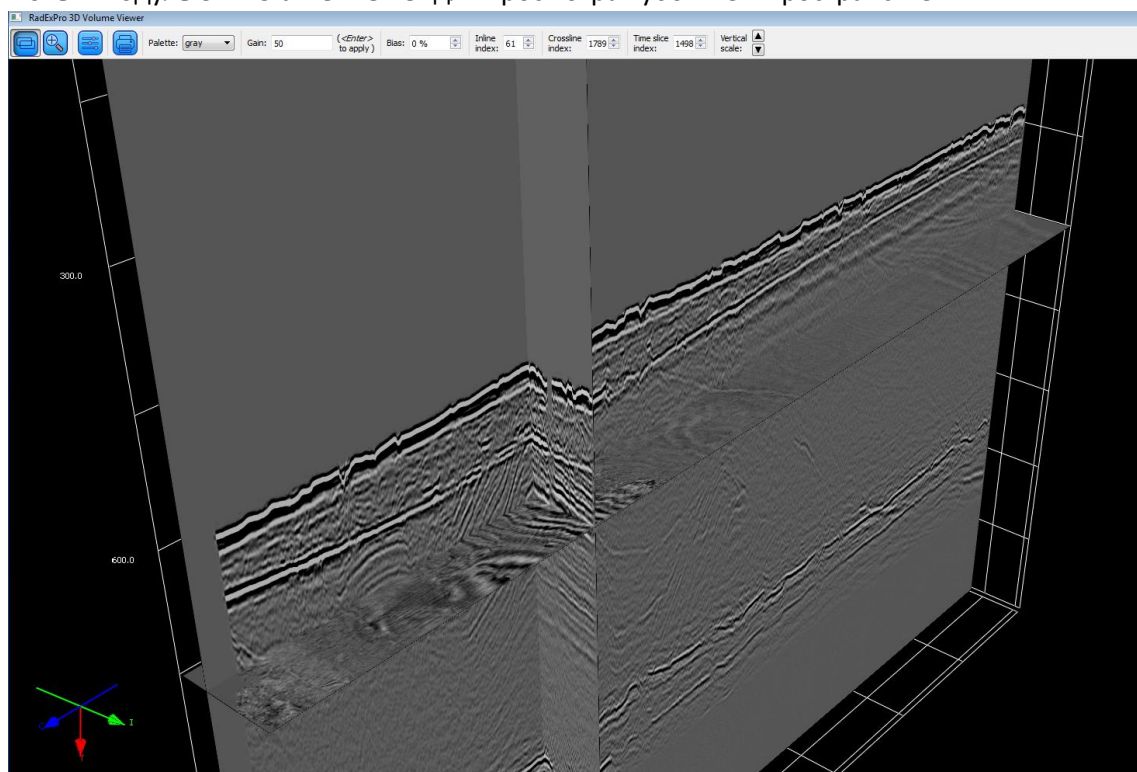 RadExPro 3D Volume Viewer
Palette: gray Gain: 50 (<Enter> to apply) Bias: 0 % Inline index: 61 Crossline index: 1789 Time slice index: 1498 Vertical scale:
300.0
600.0
I